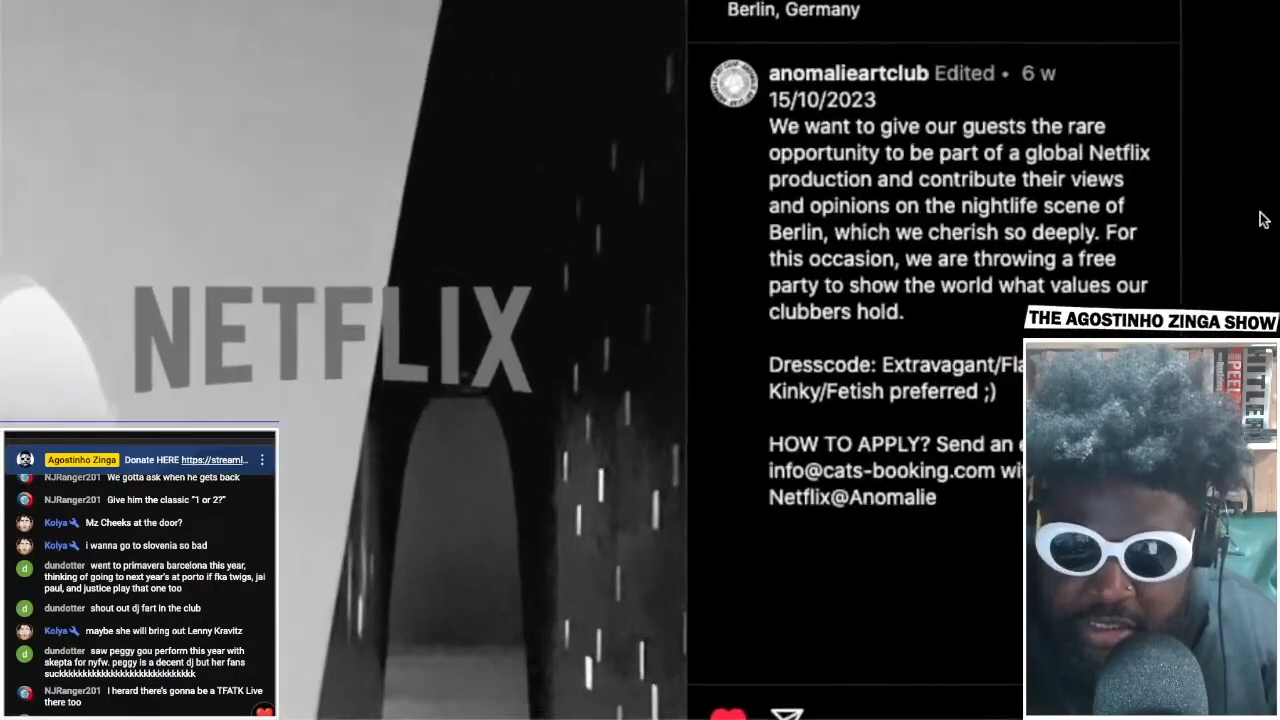 Berlin, Germany
anomalieartclub Edited • 6 w
15/10/2023
We want to give our guests the rare
opportunity to be part of a global Netflix
production and contribute their views
and opinions on the nightlife scene of
Berlin, which we cherish so deeply. For
this occasion, we are throwing a free
party to show the world what values our
clubbers hold.
Dresscode: Extravagant/Fla
Kinky/Fetish preferred ;)
HOW TO APPLY? Send an e
info@cats-booking.com wi
Netflix@Anomalie
NETFLIX
THE AGOSTINHO ZINGA SHOW
HITLER
PEEL
Agostinho Zinga Donate HERE https://streaml...
NJRanger201 We gotta ask when he gets back
NJRanger201 Give him the classic "1 or 2?"
Kolya Mz Cheeks at the door?
Kolya i wanna go to slovenia so bad
dundotter went to primavera barcelona this year,
thinking of going to next year's at porto if fka twigs, jai
paul, and justice play that one too
dundotter shout out dj fart in the club
Kolya maybe she will bring out Lenny Kravitz
dundotter saw peggy gou perform this year with
skepta for nyfw. peggy is a decent dj but her fans
suckkkkkkkkkkkkkkkkkkkkkkkkkkk
NJRanger201 I herard there's gonna be a TFATK Live
there too